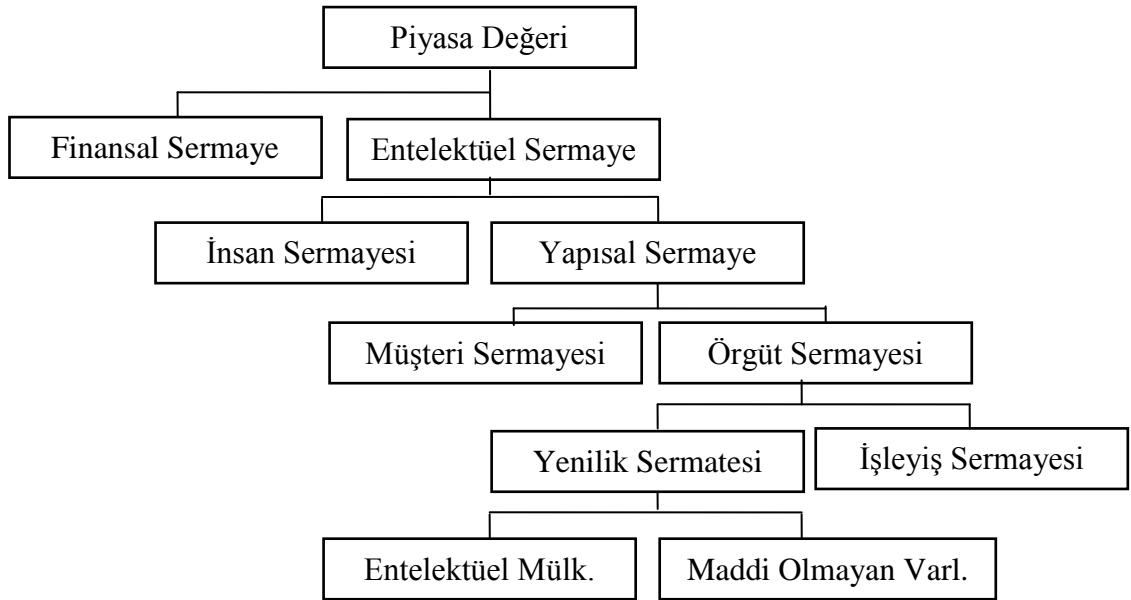 Piyasa Değeri
Finansal Sermaye
Entelektüel Sermaye
İnsan Sermayesi
Yapısal Sermaye
Müşteri Sermayesi
Örgüt Sermayesi
Yenilik Sermatesi
İşleyiş Sermayesi
Entelektüel Mülk.
Maddi Olmayan Varl.